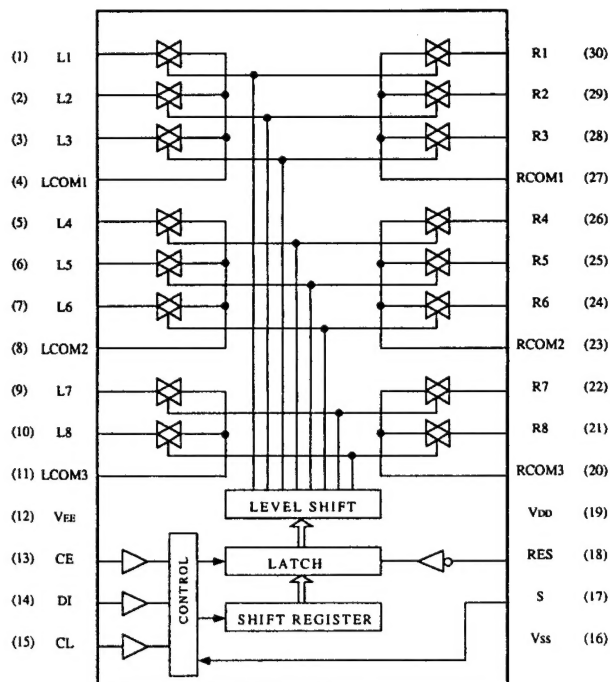 (1) L1 R1 (30)
(2) L2 R2 (29)
(3) L3 R3 (28)
(4) LCOM1 RCOM1 (27)
(5) L4 R4 (26)
(6) L5 R5 (25)
(7) L6 R6 (24)
(8) LCOM2 RCOM2 (23)
(9) L7 R7 (22)
(10) L8 R8 (21)
(11) LCOM3 RCOM3 (20)
(12) VEE LEVEL SHIFT VDD (19)
(13) CE LATCH RES (18)
CONTROL
(14) DI SHIFT REGISTER S (17)
(15) CL VSS (16)